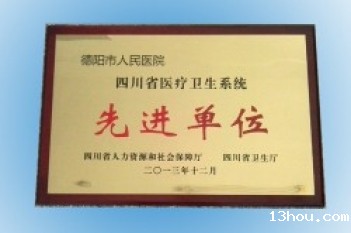 德阳市人民医院
四川省医疗卫生系统
先进单位
四川省人力资源和社会保障厅 四川省卫生厅
二〇一三年十二月
13hou.com